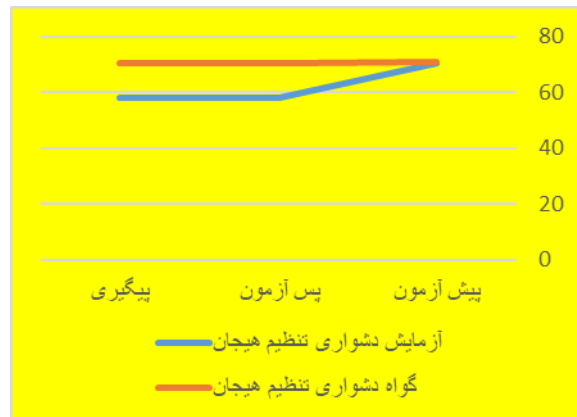 80
60
40
20
0
پیش آزمون
پس آزمون
پیگیری
آزمایش دشواری تنظیم هیجان
گواه دشواری تنظیم هیجان